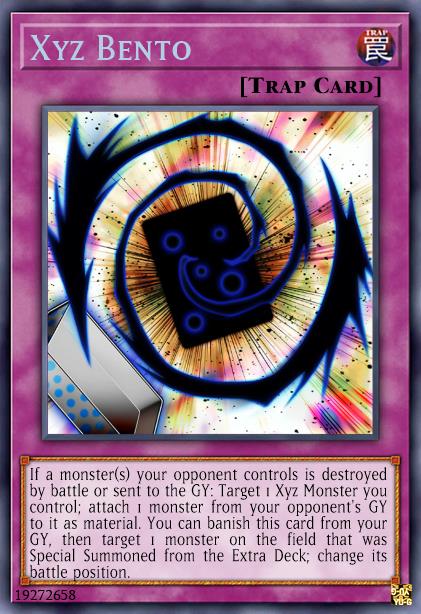 Xyz Bento
TRAP
罠
[Trap Card]
If a monster(s) your opponent controls is destroyed
by battle or sent to the GY: Target 1 Xyz Monster you
control; attach 1 monster from your opponent's GY
to it as material. You can banish this card from your
GY, then target 1 monster on the field that was
Special Summoned from the Extra Deck; change its
battle position.
19272658